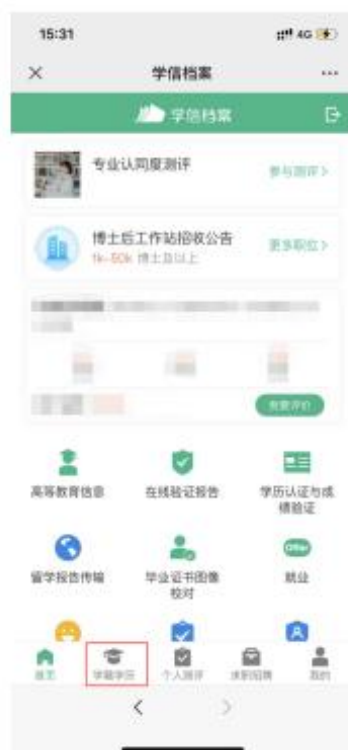 15:31
4G
学信档案
学信档案
专业认同度测评
参与测评>
博士后工作站招收公告
更多职位>
1k-50k 博士及以上
我要评价
高等教育信息
在线验证报告
学历认证与成
绩验证
留学报告传输
毕业证书图像
校对
Offer
就业
首页
学籍学历
个人测评
求职招聘
我的